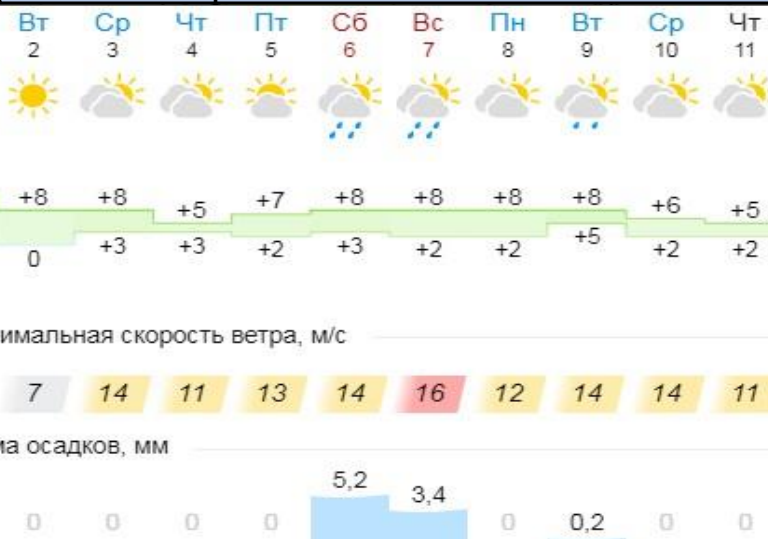 Вт Ср Чт Пт Сб Вс Пн Вт Ср Чт
2 3 4 5 6 7 8 9 10 11
+8 +8 +5 +7 +8 +8 +8 +8 +6 +5
0 +3 +3 +2 +3 +2 +2 +5 +2 +2
имальная скорость ветра, м/с
7 14 11 13 14 16 12 14 14 11
ма осадков, мм
0 0 0 0 5,2 3,4 0 0,2 0 0